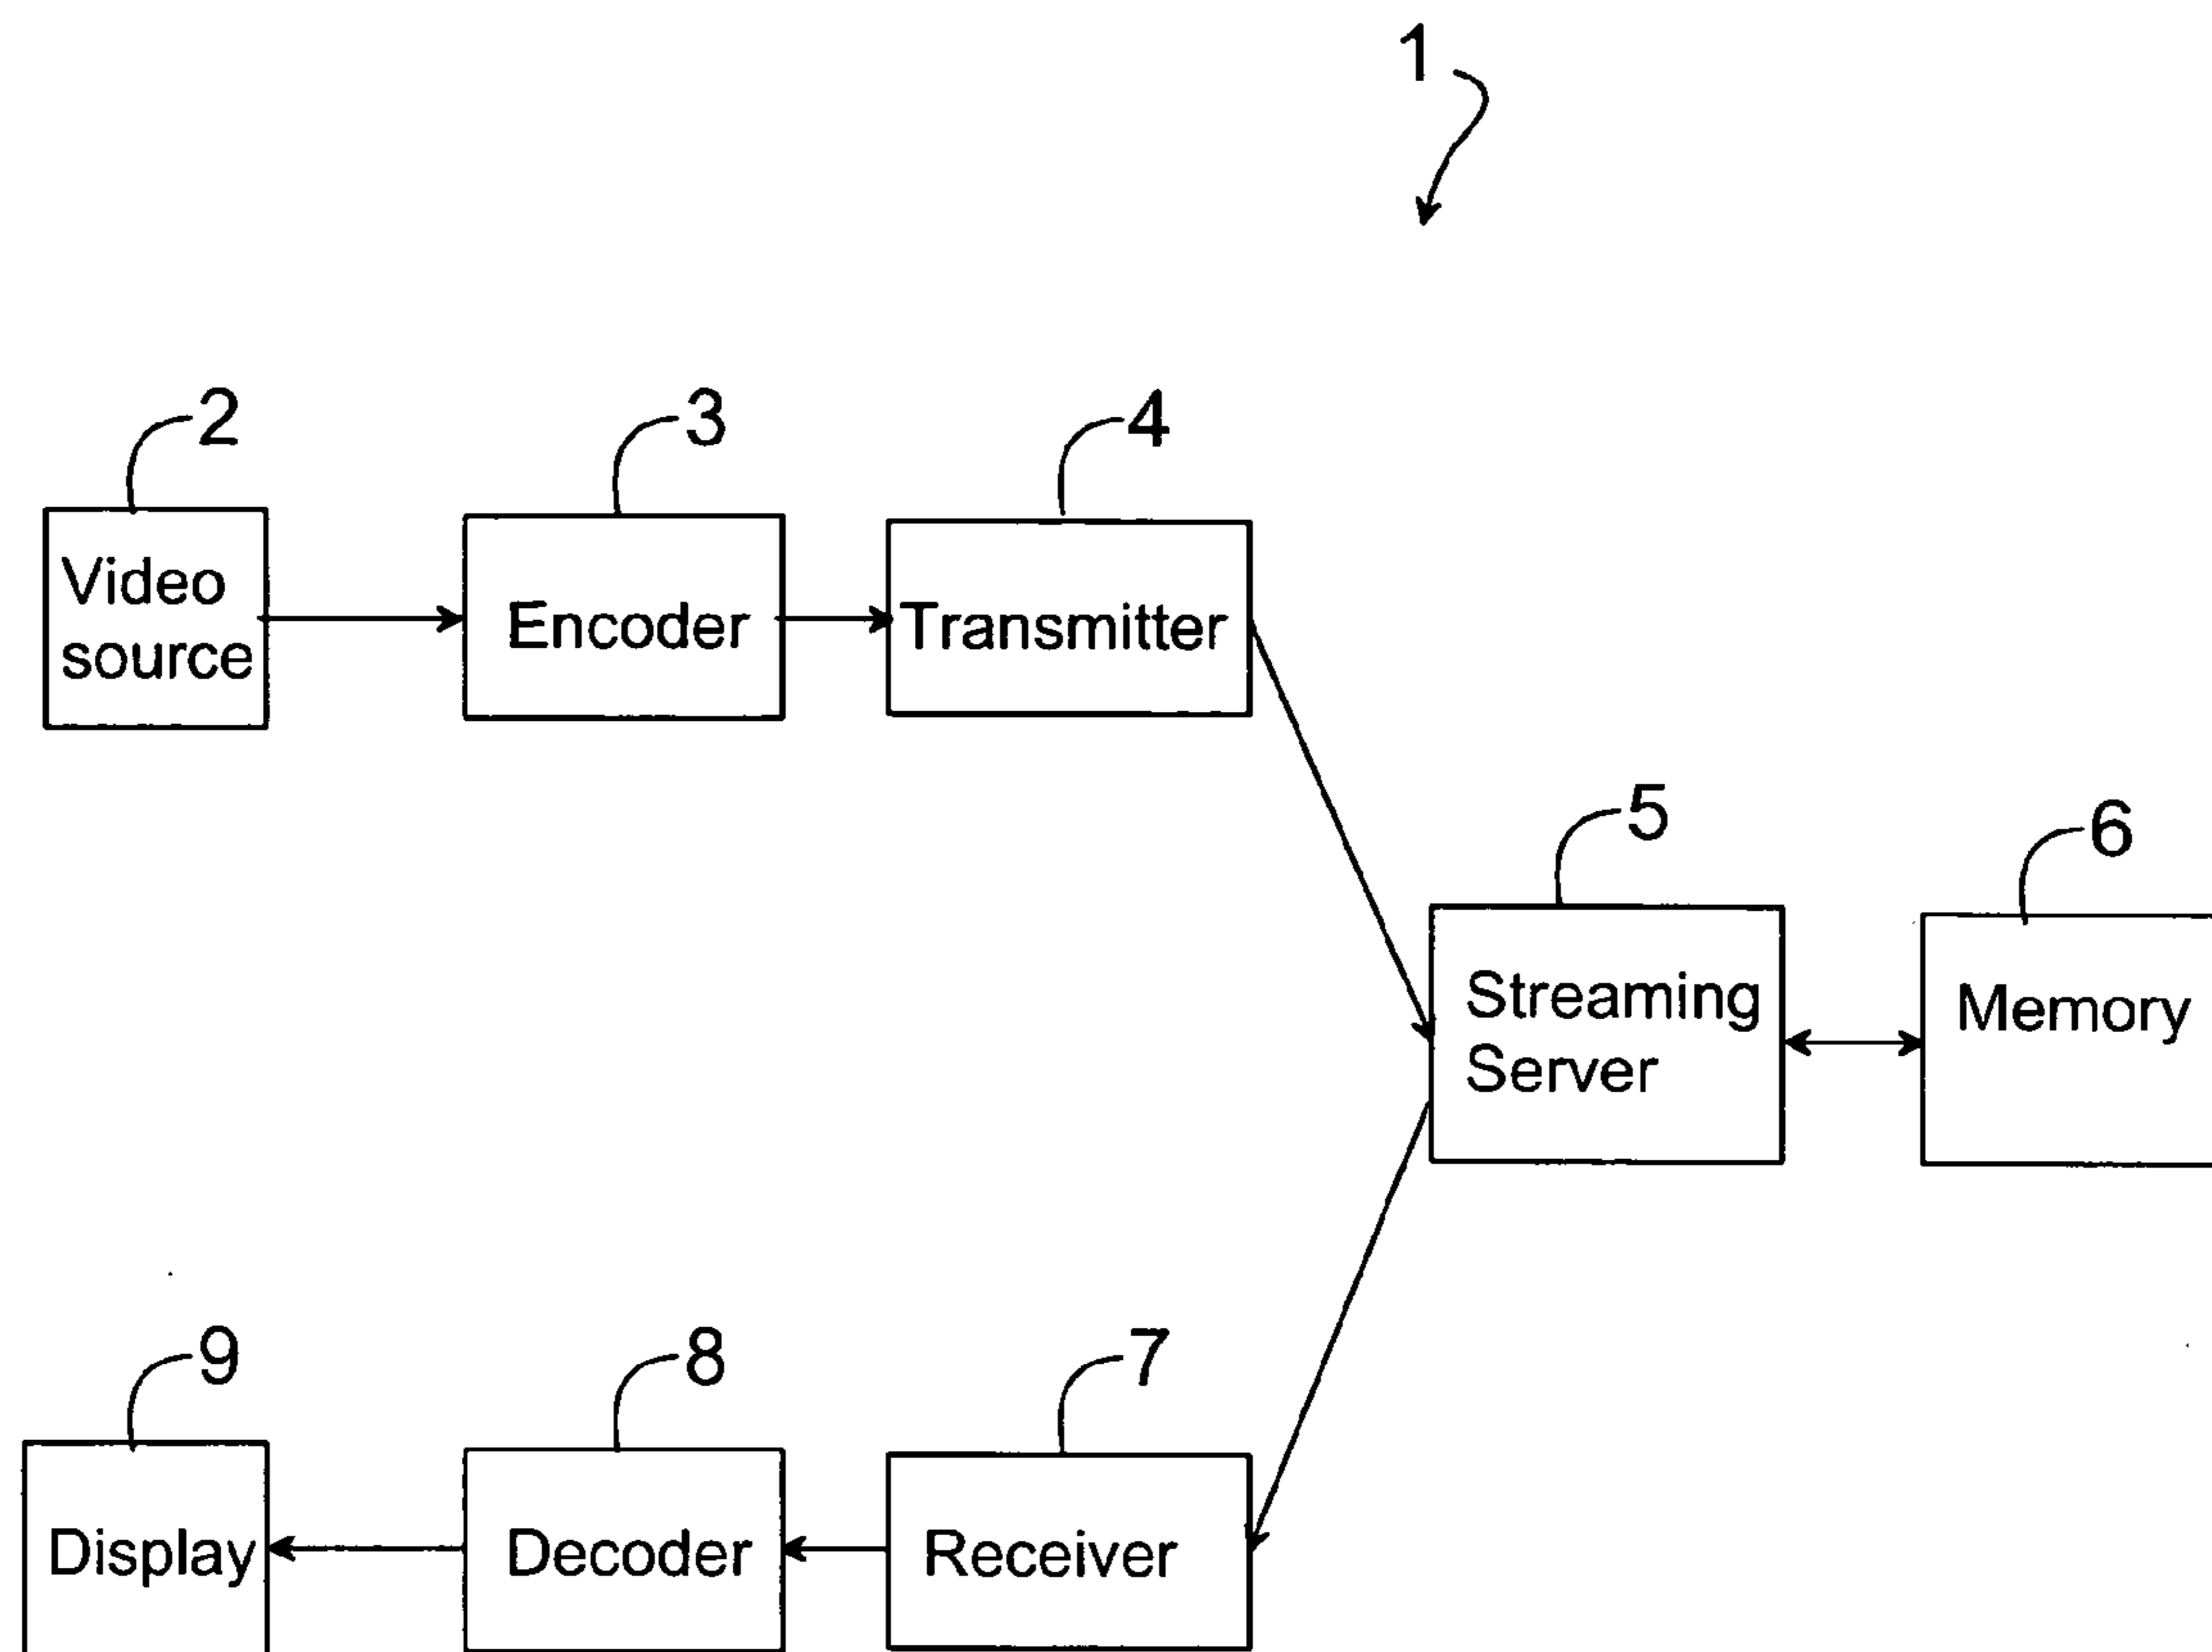 1
2
3
4
Video
source
Encoder
Transmitter
5
6
Streaming
Server
Memory
9
8
7
Display
Decoder
Receiver